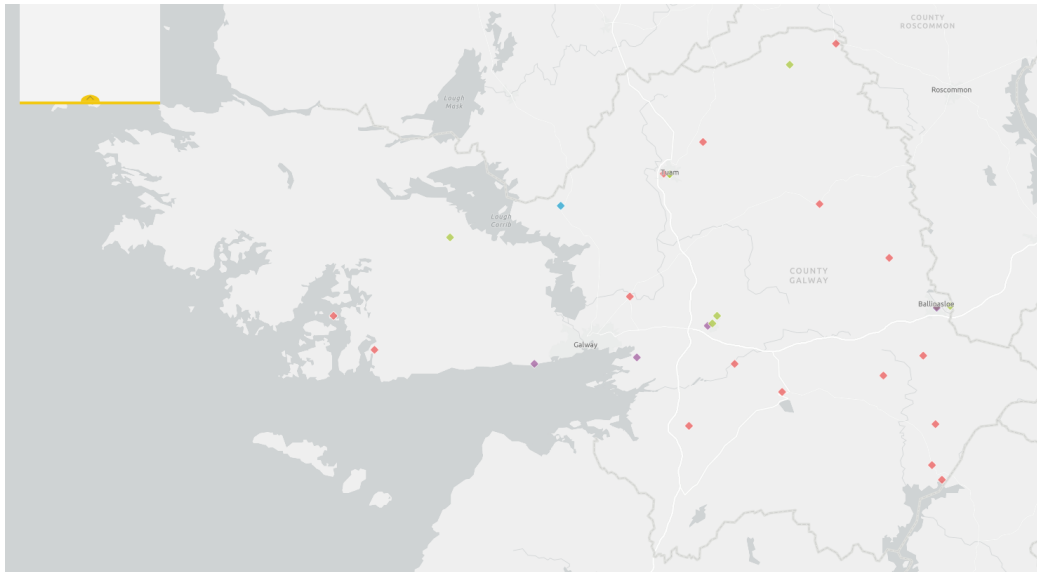 COUNTY
ROSCOMMON
Roscommon
Lough
Mask
Tuam
Lough
Corrib
COUNTY
GALWAY
Ballinasloe
Galway